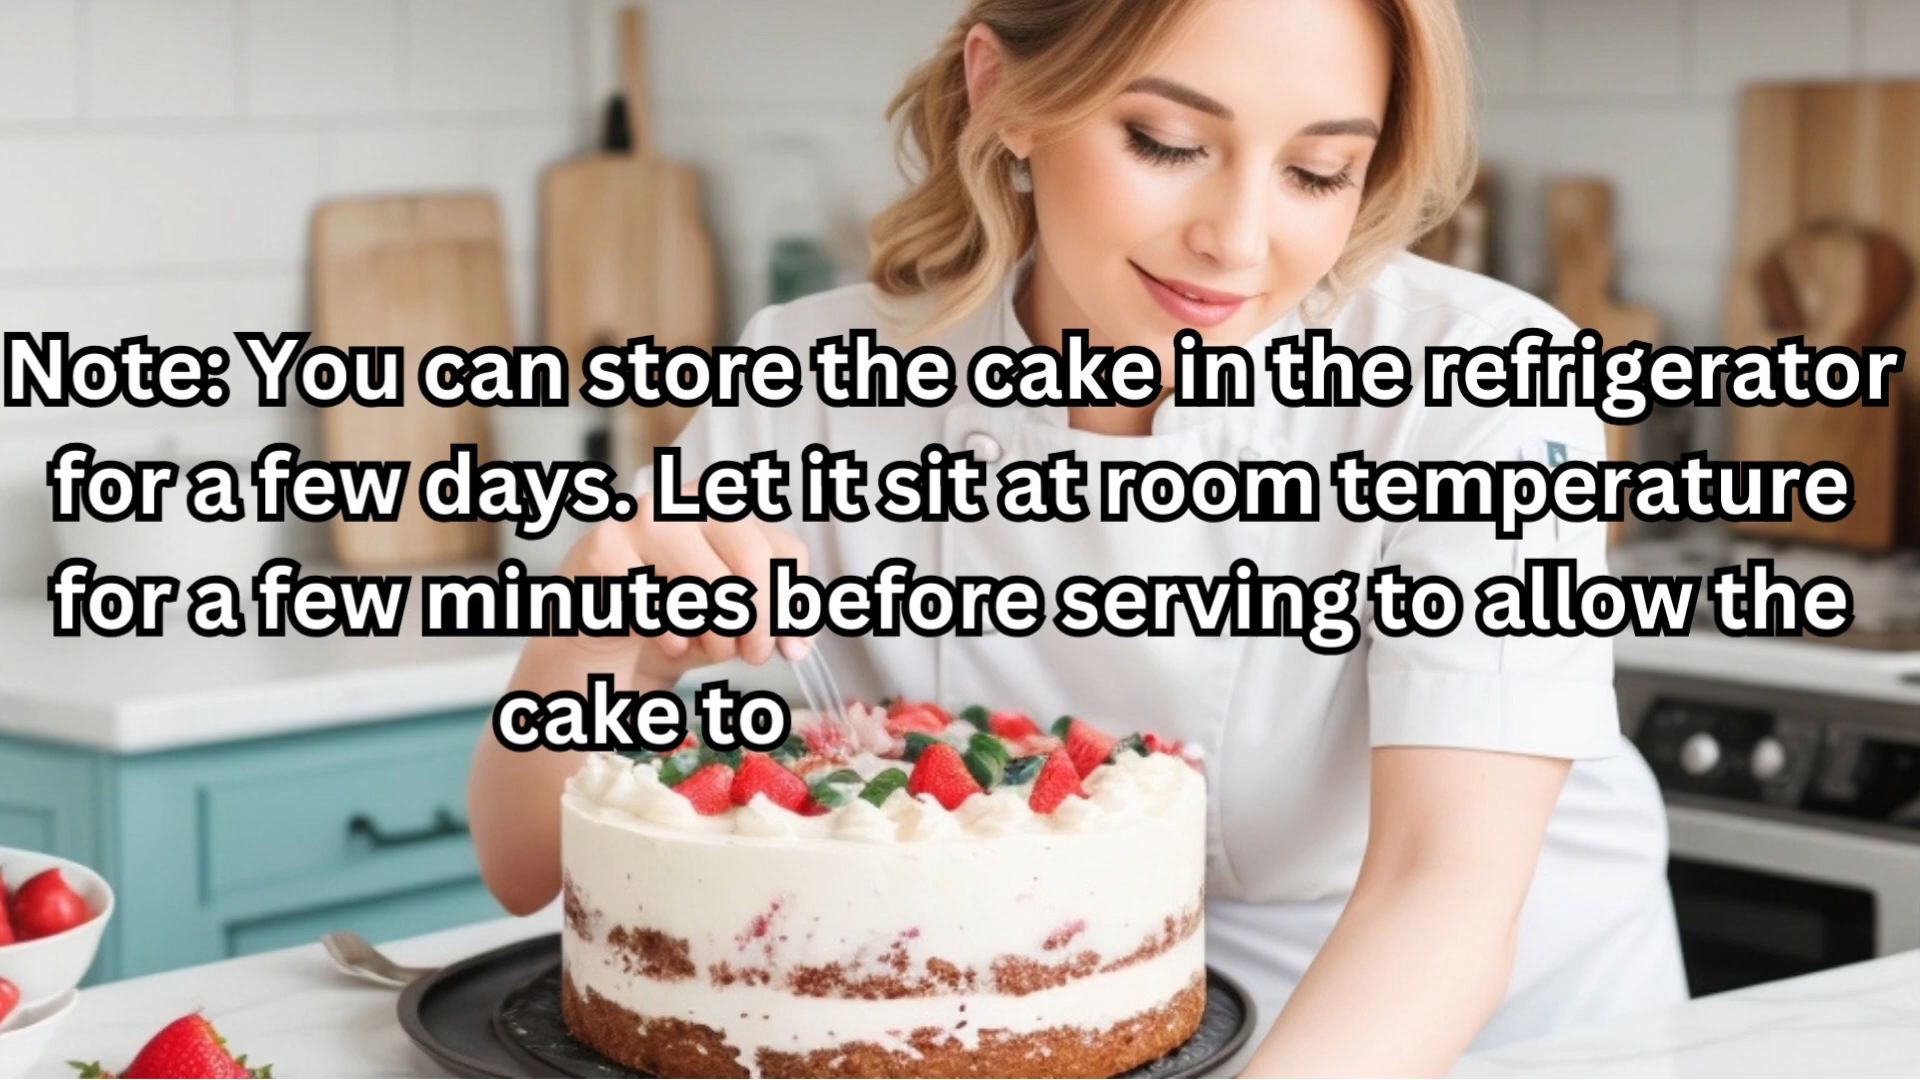 Note: You can store the cake in the refrigerator
for a few days. Let it sit at room temperature
for a few minutes before serving to allow the
cake to